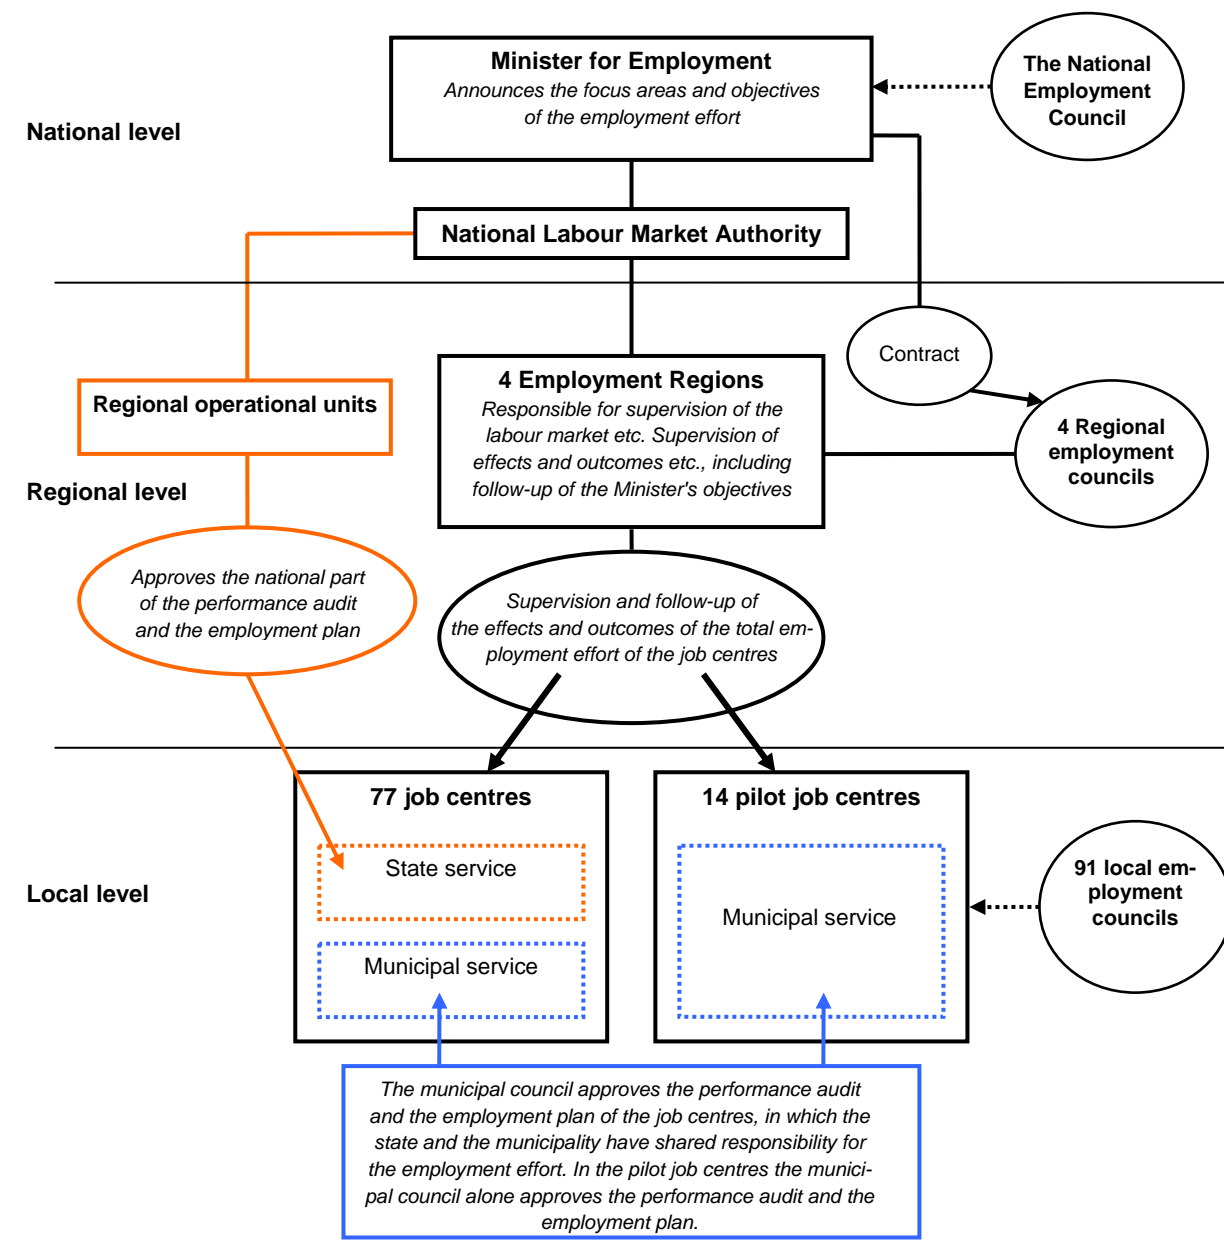 Minister for Employment
Announces the focus areas and objectives
of the employment effort
The National
Employment
Council
National level
National Labour Market Authority
Contract
4 Employment Regions
Responsible for supervision of the
labour market etc. Supervision of
effects and outcomes etc., including
follow-up of the Minister's objectives
Regional operational units
4 Regional
employment
councils
Regional level
Approves the national part
of the performance audit
and the employment plan
Supervision and follow-up of
the effects and outcomes of the total em-
ployment effort of the job centres
77 job centres
14 pilot job centres
State service
Municipal service
Municipal service
Local level
91 local em-
ployment
councils
The municipal council approves the performance audit
and the employment plan of the job centres, in which the
state and the municipality have shared responsibility for
the employment effort. In the pilot job centres the munici-
pal council alone approves the performance audit and the
employment plan.